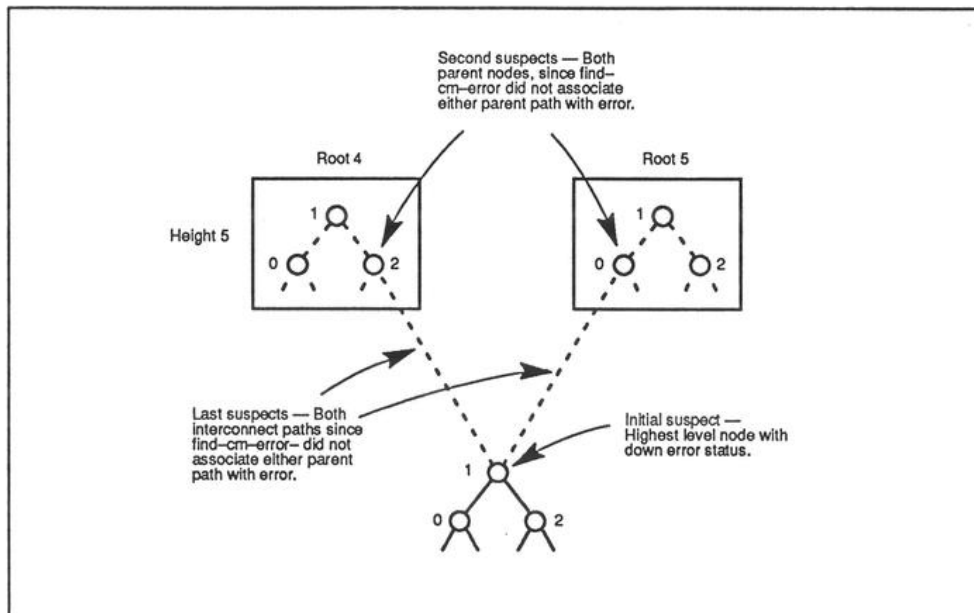 Second suspects — Both
parent nodes, since find–
cm–error did not associate
either parent path with error.
Root 4
Root 5
1
1
Height 5
0
2
0
2
Last suspects — Both
interconnect paths since
find–cm–error– did not
associate either parent
path with error.
Initial suspect —
Highest level node with
down error status.
1
0
2